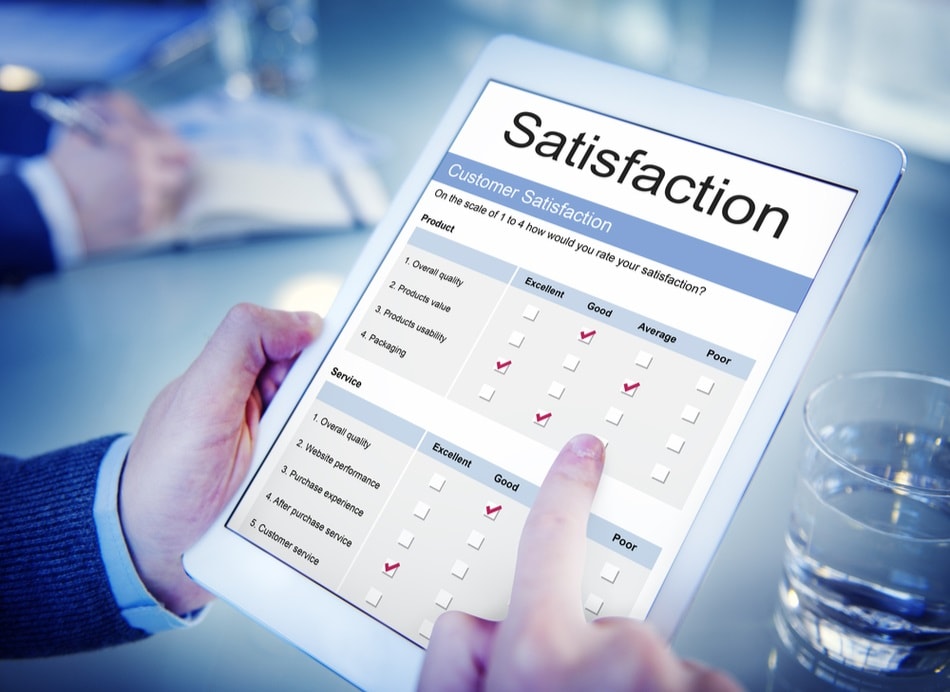 Satisfaction
Customer Satisfaction
On the scale of 1 to 4 how would you rate your satisfaction?
Product
Excellent Good Average Poor
1. Overall quality
2. Products value
3. Products usability
4. Packaging
Service
Excellent Good Poor
1. Overall quality
2. Website performance
3. Purchase experience
4. After purchase service
5. Customer service